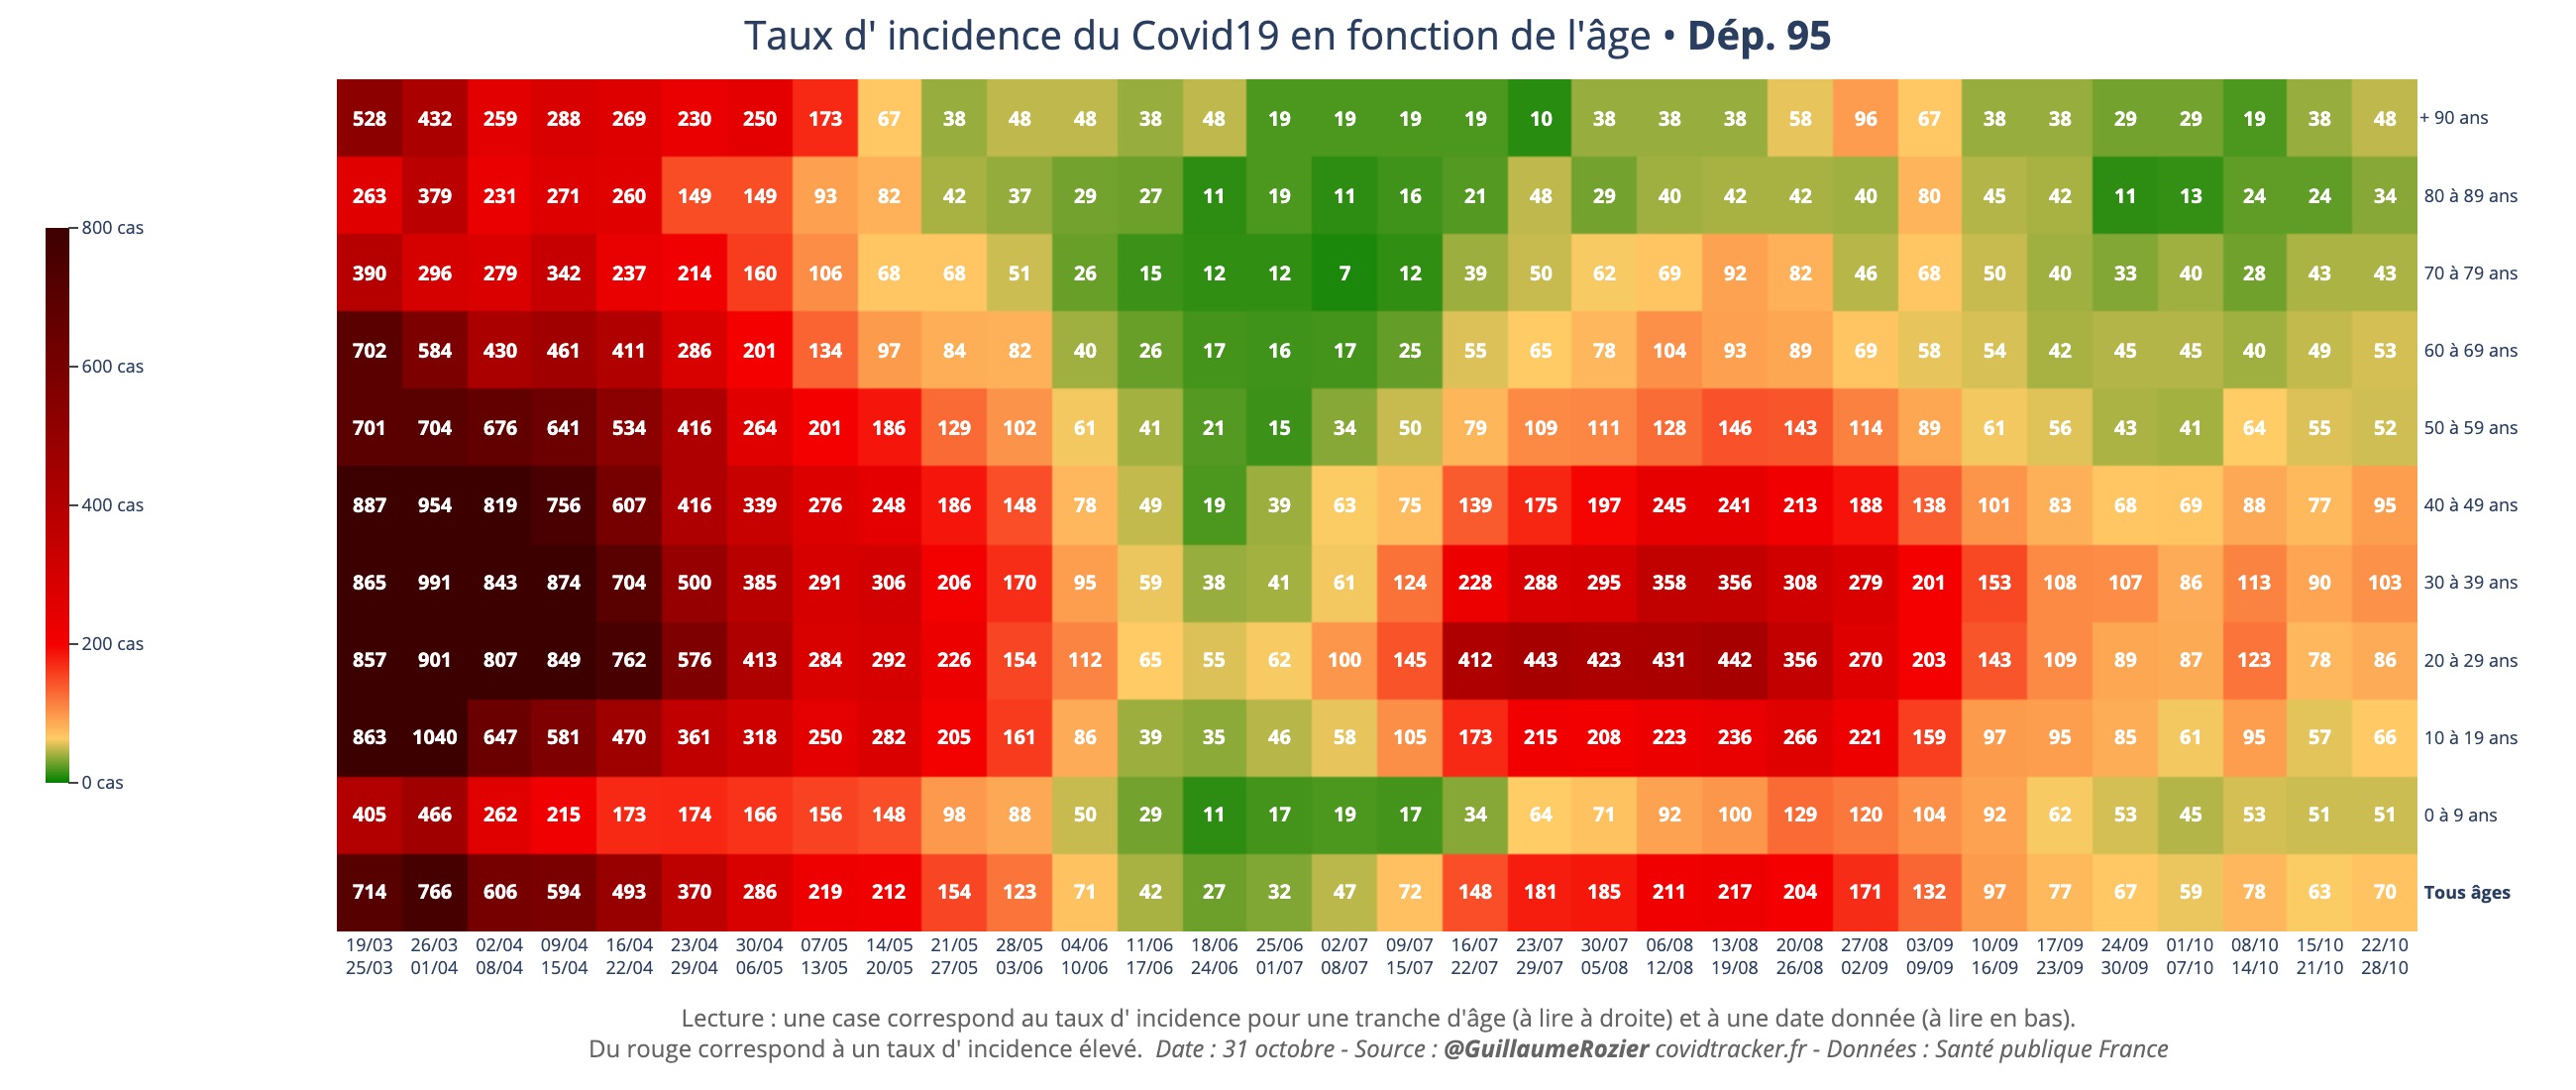 Taux d' incidence du Covid19 en fonction de l'âge • Dép. 95
528 432 259 288 269 230 250 173 67 38 48 48 38 48 19 19 19 19 10 38 38 38 58 96 67 38 38 29 29 19 38 48 + 90 ans
263 379 231 271 260 149 149 93 82 42 37 29 27 11 19 11 16 21 48 29 40 42 42 40 80 45 42 11 13 24 24 34 80 à 89 ans
390 296 279 342 237 214 160 106 68 68 51 26 15 12 12 7 12 39 50 62 69 92 82 46 68 50 40 33 40 28 43 43 70 à 79 ans
702 584 430 461 411 286 201 134 97 84 82 40 26 17 16 17 25 55 65 78 104 93 89 69 58 54 42 45 45 40 49 53 60 à 69 ans
701 704 676 641 534 416 264 201 186 129 102 61 41 21 15 34 50 79 109 111 128 146 143 114 89 61 56 43 41 64 55 52 50 à 59 ans
887 954 819 756 607 416 339 276 248 186 148 78 49 19 39 63 75 139 175 197 245 241 213 188 138 101 83 68 69 88 77 95 40 à 49 ans
865 991 843 874 704 500 385 291 306 206 170 95 59 38 41 61 124 228 288 295 358 356 308 279 201 153 108 107 86 113 90 103 30 à 39 ans
857 901 807 849 762 576 413 284 292 226 154 112 65 55 62 100 145 412 443 423 431 442 356 270 203 143 109 89 87 123 78 86 20 à 29 ans
863 1040 647 581 470 361 318 250 282 205 161 86 39 35 46 58 105 173 215 208 223 236 266 221 159 97 95 85 61 95 57 66 10 à 19 ans
405 466 262 215 173 174 166 156 148 98 88 50 29 11 17 19 17 34 64 71 92 100 129 120 104 92 62 53 45 53 51 51 0 à 9 ans
714 766 606 594 493 370 286 219 212 154 123 71 42 27 32 47 72 148 181 185 211 217 204 171 132 97 77 67 59 78 63 70 Tous âges
19/03 26/03 02/04 09/04 16/04 23/04 30/04 07/05 14/05 21/05 28/05 04/06 11/06 18/06 25/06 02/07 09/07 16/07 23/07 30/07 06/08 13/08 20/08 27/08 03/09 10/09 17/09 24/09 01/10 08/10 15/10 22/10
25/03 01/04 08/04 15/04 22/04 29/04 06/05 13/05 20/05 27/05 03/06 10/06 17/06 24/06 01/07 08/07 15/07 22/07 29/07 05/08 12/08 19/08 26/08 02/09 09/09 16/09 23/09 30/09 07/10 14/10 21/10 28/10
800 cas
600 cas
400 cas
200 cas
0 cas
Lecture : une case correspond au taux d' incidence pour une tranche d'âge (à lire à droite) et à une date donnée (à lire en bas).
Du rouge correspond à un taux d' incidence élevé. Date : 31 octobre - Source : @GuillaumeRozier covidtracker.fr - Données : Santé publique France